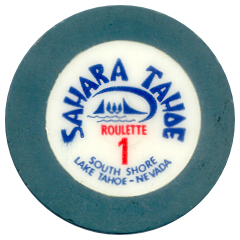 SAHARA TAHOE
ROULETTE
1
SOUTH SHORE
LAKE TAHOE - NEVADA